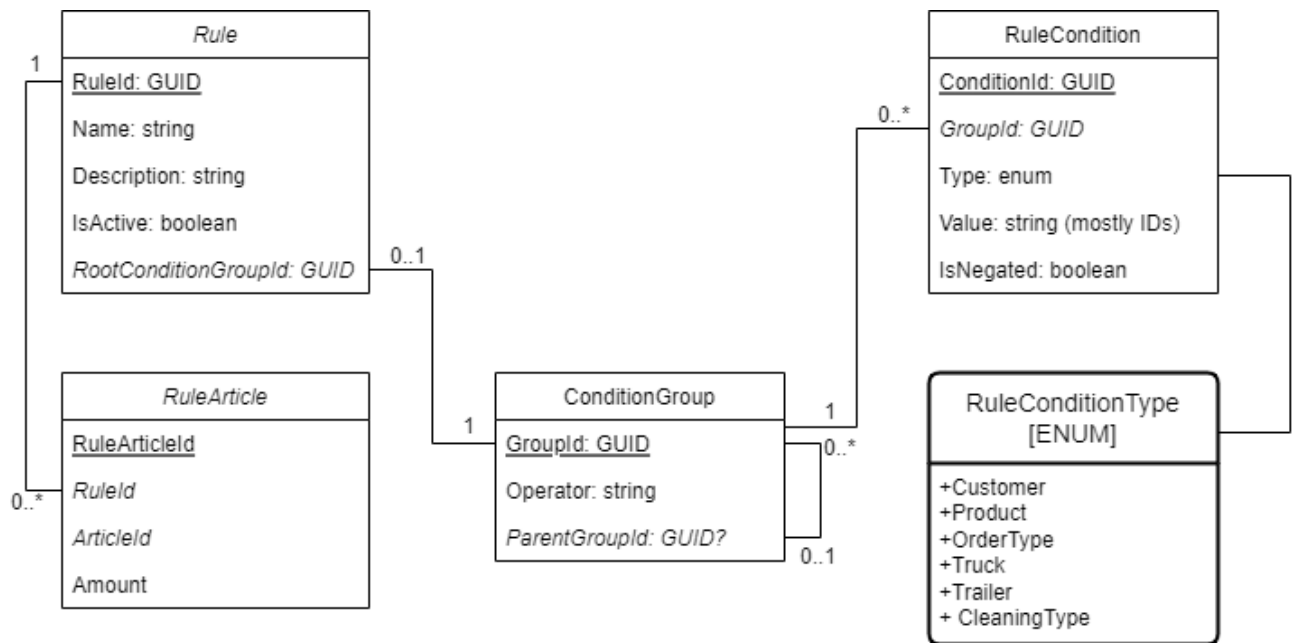 Rule
RuleId: GUID
Name: string
Description: string
IsActive: boolean
RootConditionGroupId: GUID
1
0..1
0..*
RuleArticle
RuleArticleId
RuleId
ArticleId
Amount
ConditionGroup
GroupId: GUID
Operator: string
ParentGroupId: GUID?
1
1
0..*
0..1
RuleCondition
ConditionId: GUID
GroupId: GUID
Type: enum
Value: string (mostly IDs)
IsNegated: boolean
0..*
RuleConditionType
[ENUM]
+Customer
+Product
+OrderType
+Truck
+Trailer
+ CleaningType